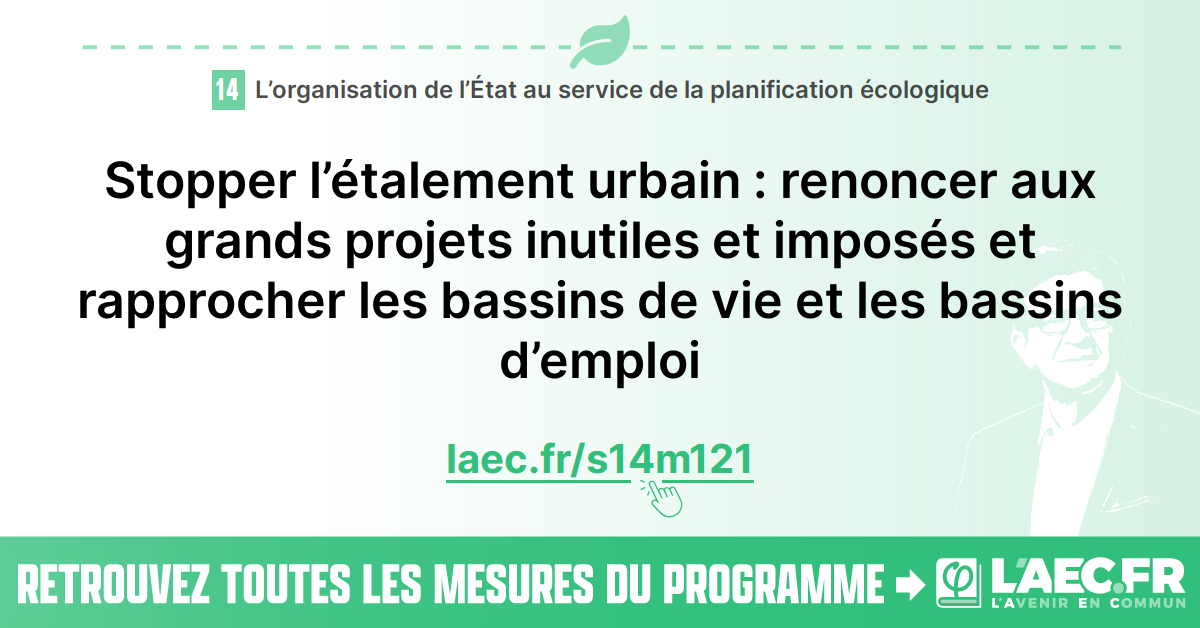 14 L’organisation de l’État au service de la planification écologique
Stopper l’étalement urbain : renoncer aux
grands projets inutiles et imposés et
rapprocher les bassins de vie et les bassins
d’emploi
laec.fr/s14m121
RETROUVEZ TOUTES LES MESURES DU PROGRAMME
φ L’AEC.FR
L’AVENIR EN COMMUN